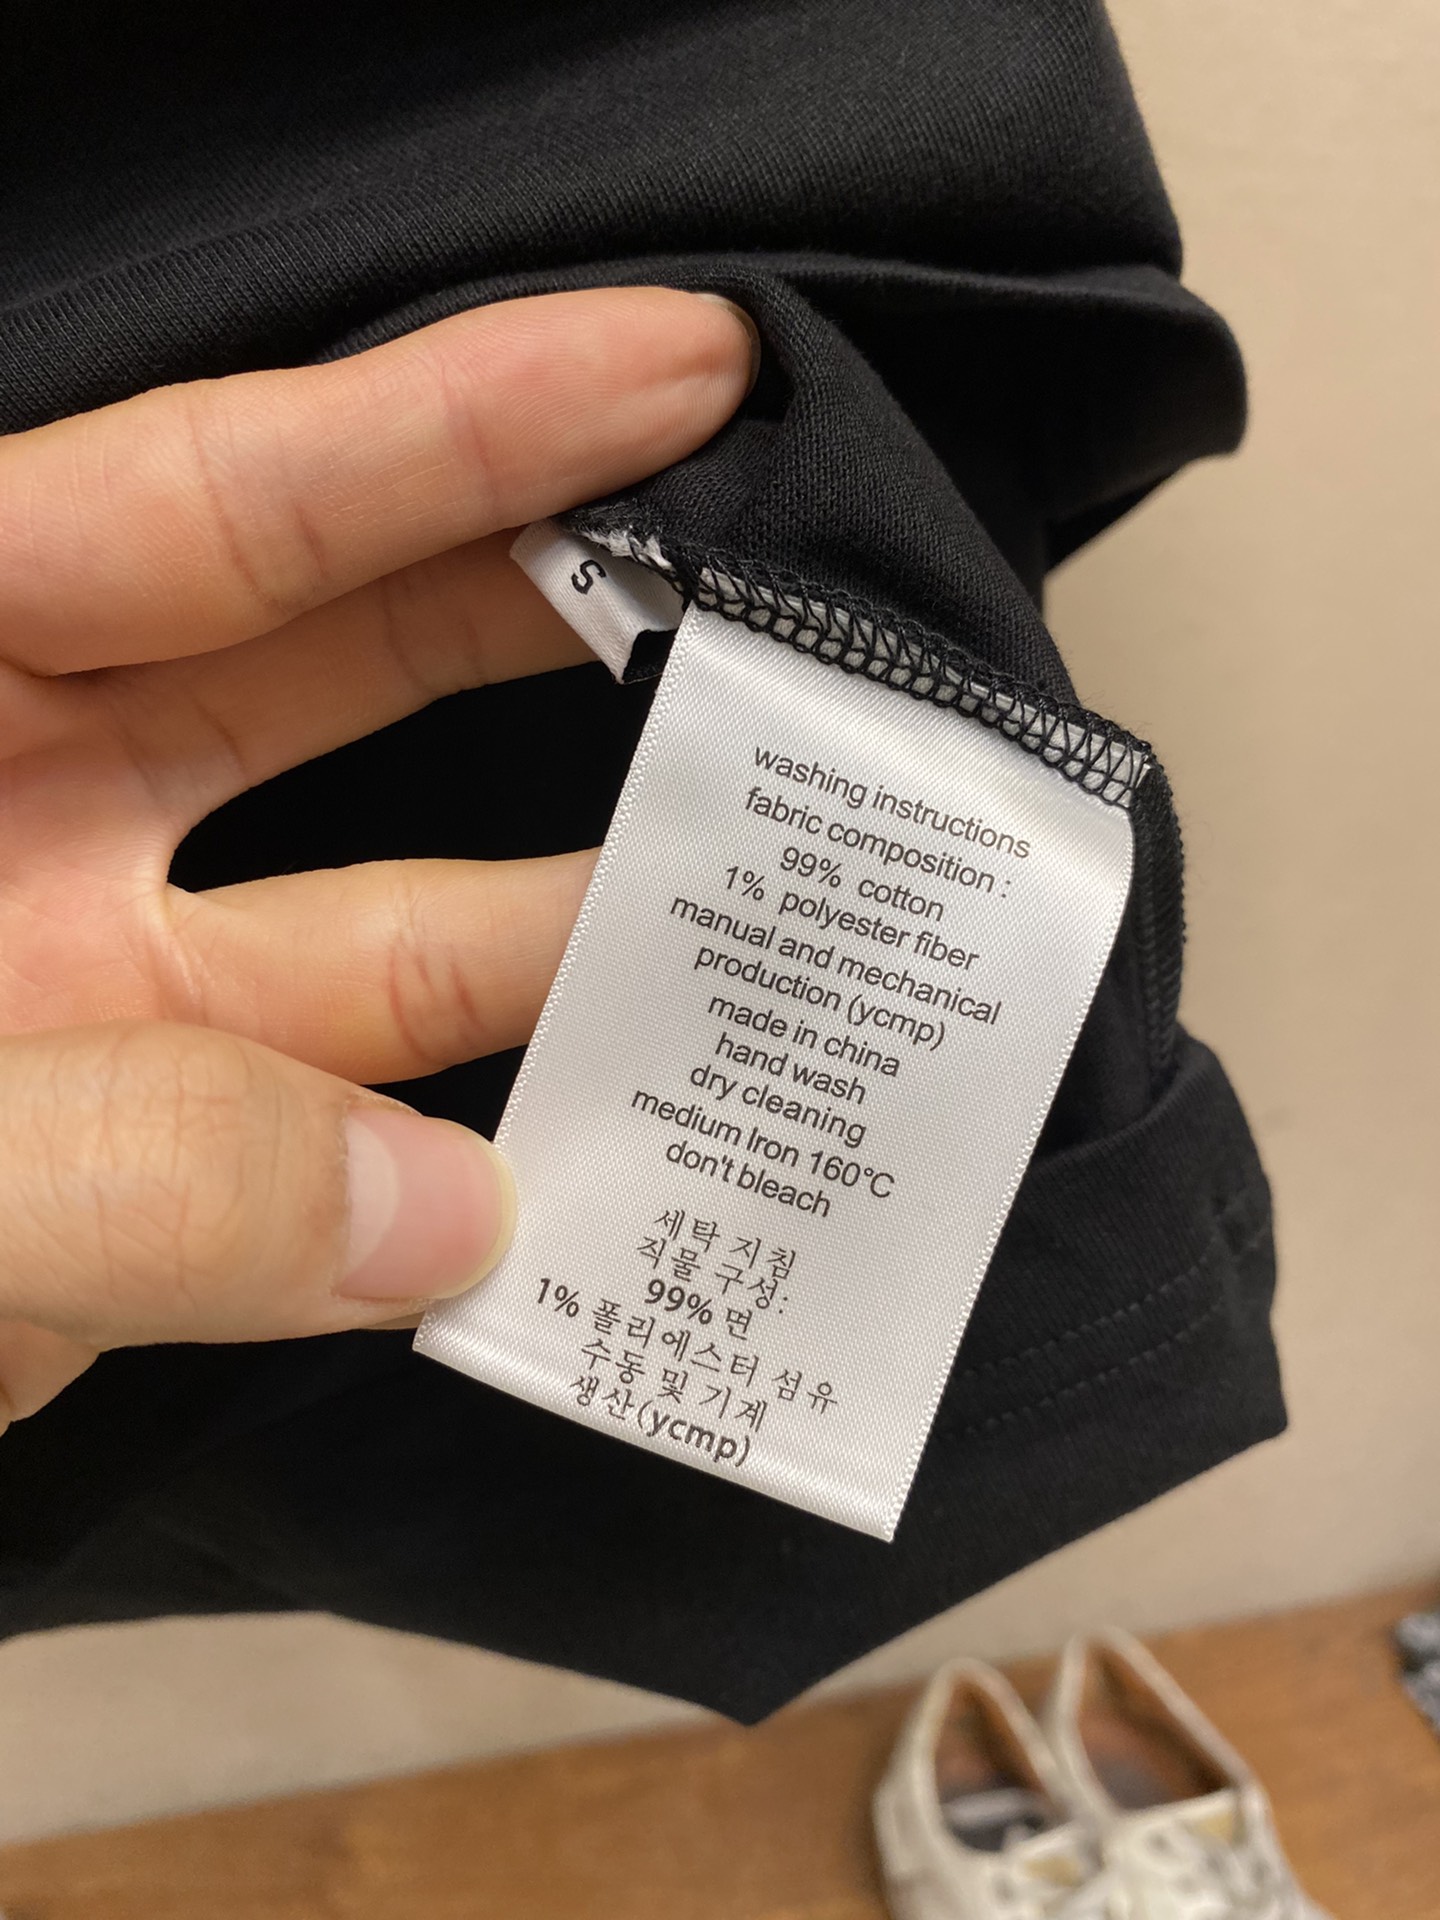 S
washing instructions
fabric composition :
99% cotton
1% polyester fiber
manual and mechanical
production (ycmp)
made in china
hand wash
dry cleaning
medium Iron 160°C
don't bleach
세탁 지침
직물 구성:
99% 면
1% 폴리에스터 섬유
수동 및 기계
생산(ycmp)